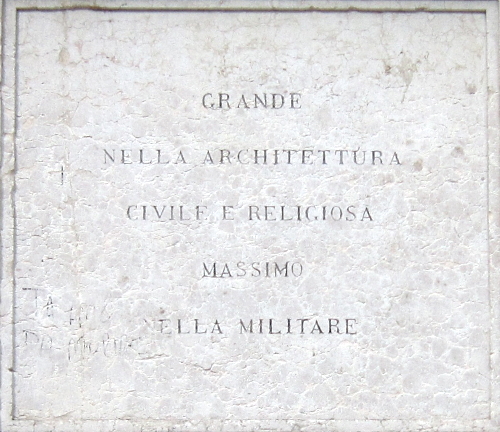 GRANDE
NELLA ARCHITETTURA
CIVILE E RELIGIOSA
MASSIMO
NELLA MILITARE